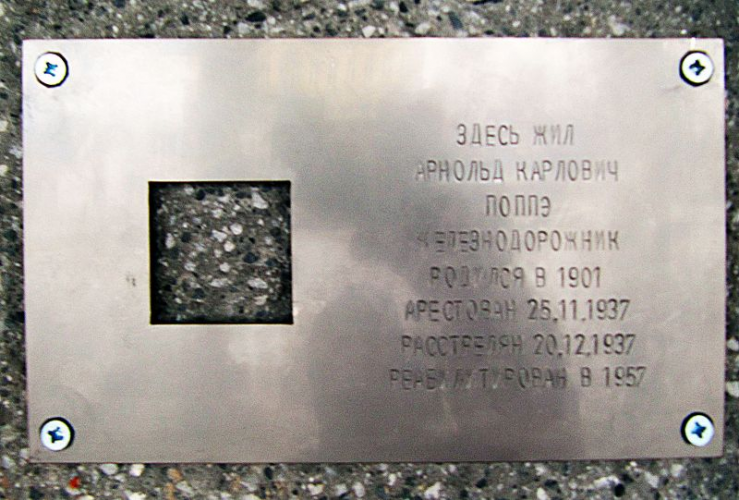 ЗДЕСЬ ЖИЛ
АРНОЛЬД КАРЛОВИЧ
ПОППЭ
ЖЕЛЕЗНОДОРОЖНИК
РОДИЛСЯ В 1901
АРЕСТОВАН 25.11.1937
РАССТРЕЛЯН 20.12.1937
РЕАБИЛИТИРОВАН В 1957